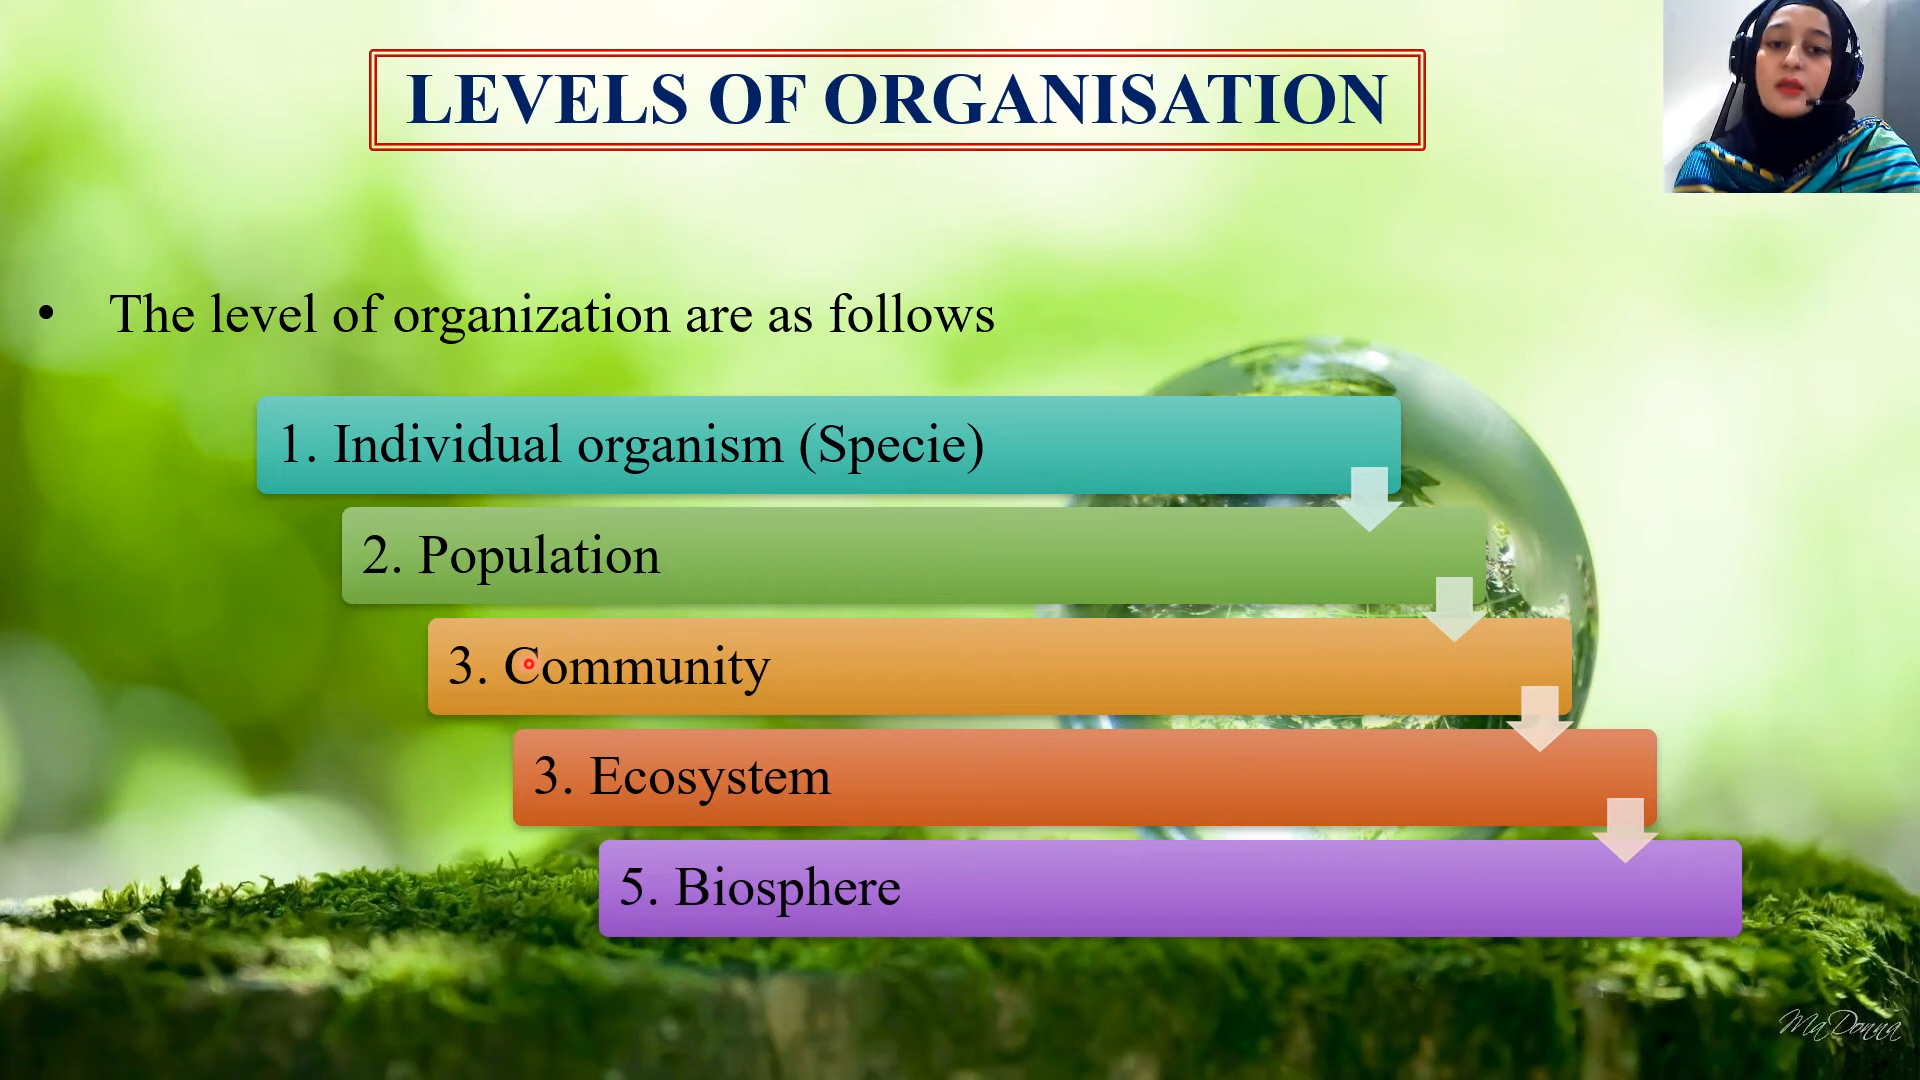 LEVELS OF ORGANISATION
• The level of organization are as follows
1. Individual organism (Specie)
2. Population
3. Community
3. Ecosystem
5. Biosphere
MaDonna